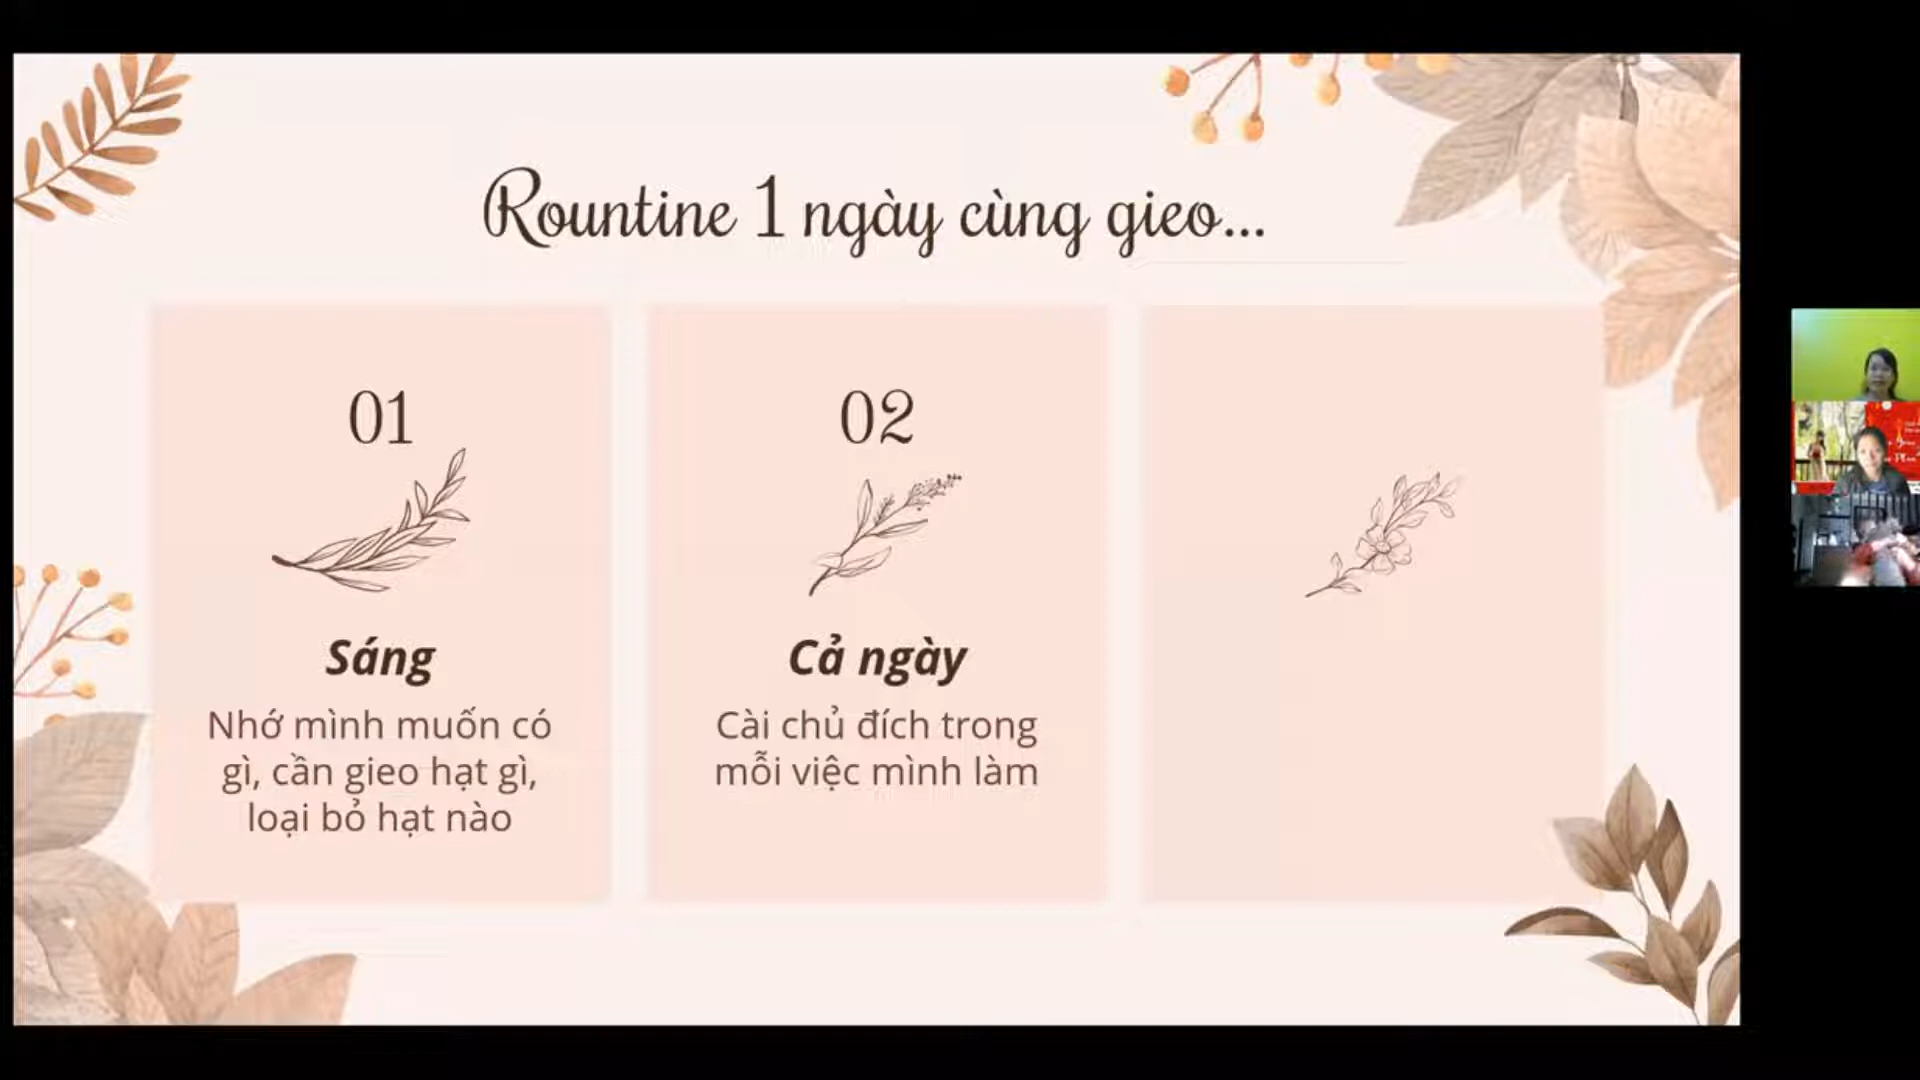 Rountine 1 ngày cùng gieo...
01
Sáng
Nhớ mình muốn có
gì, cần gieo hạt gì,
loại bỏ hạt nào
02
Cả ngày
Cài chủ đích trong
mỗi việc mình làm